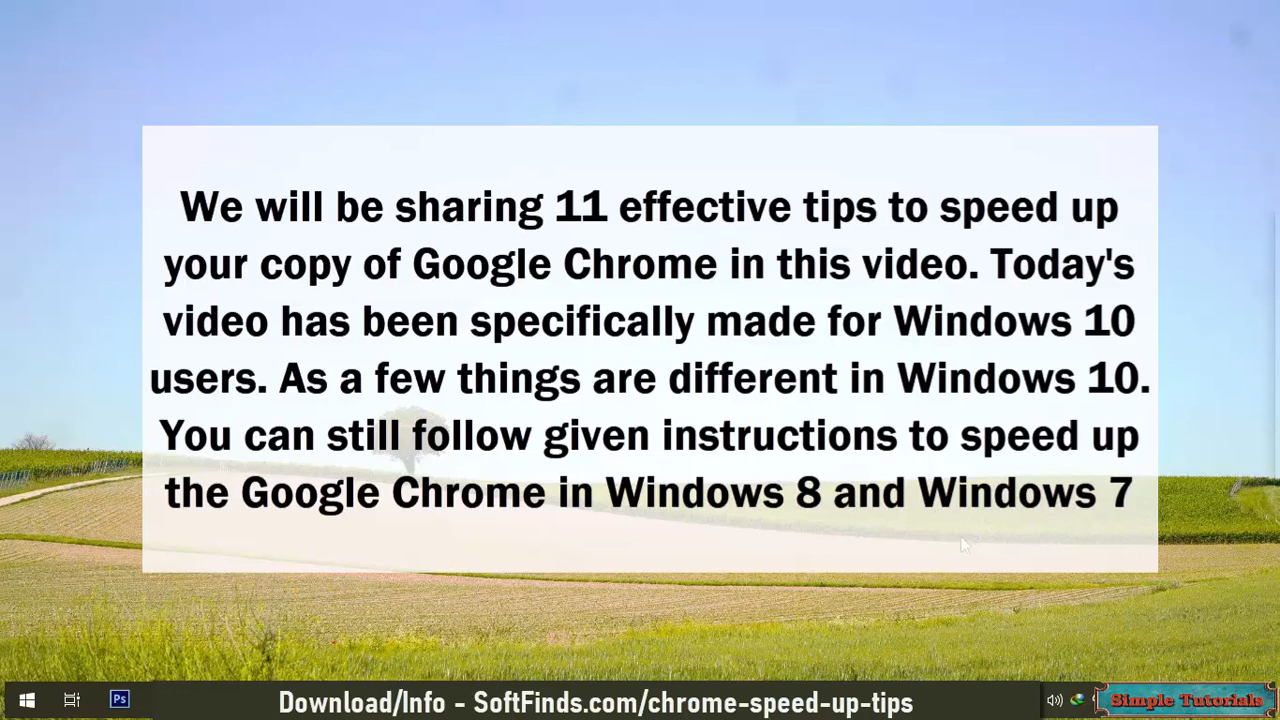 We will be sharing 11 effective tips to speed up
your copy of Google Chrome in this video. Today's
video has been specifically made for Windows 10
users. As a few things are different in Windows 10.
You can still follow given instructions to speed up
the Google Chrome in Windows 8 and Windows 7
Ps
Download/Info - SoftFinds.com/chrome-speed-up-tips
Simple Tutorials